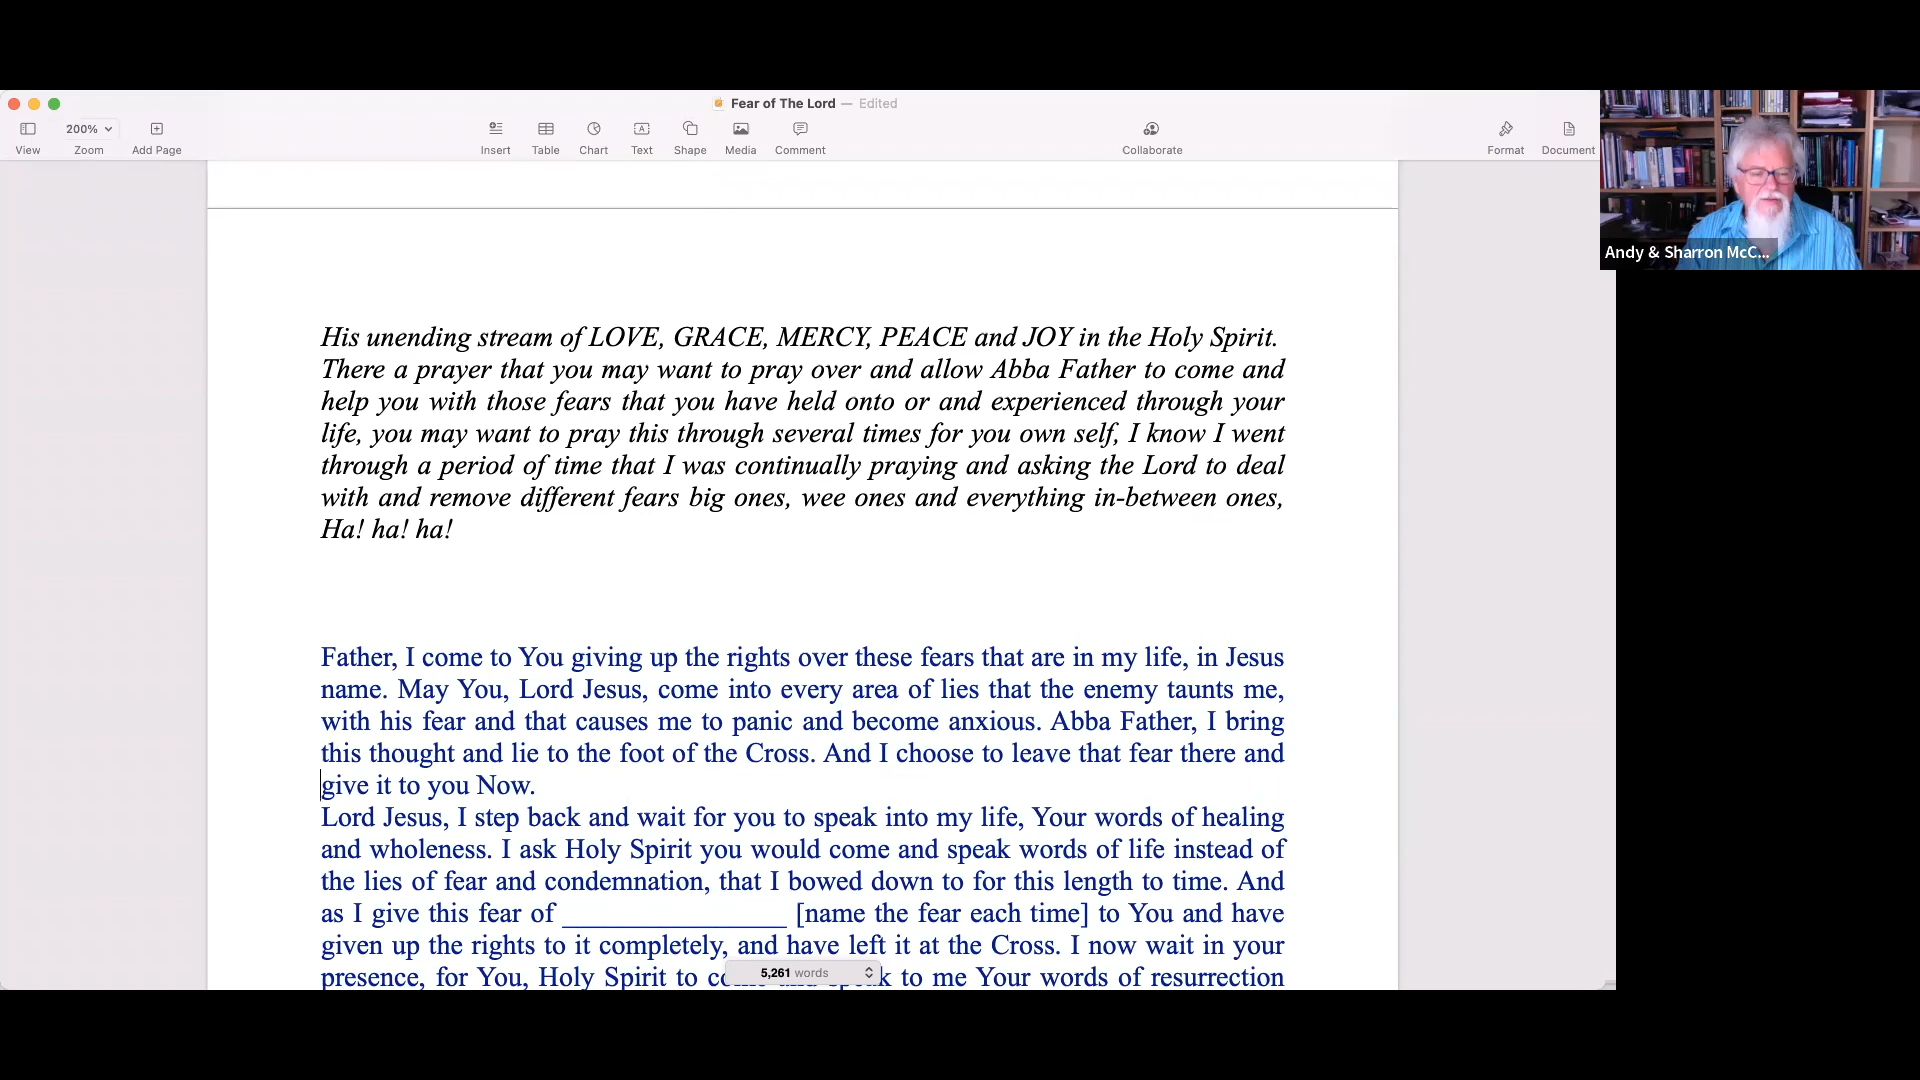 Fear of The Lord — Edited
200%
View Zoom Add Page Insert Table Chart Text Shape Media Comment Collaborate Format Document
Andy & Sharron McC...
His unending stream of LOVE, GRACE, MERCY, PEACE and JOY in the Holy Spirit.
There a prayer that you may want to pray over and allow Abba Father to come and
help you with those fears that you have held onto or and experienced through your
life, you may want to pray this through several times for you own self, I know I went
through a period of time that I was continually praying and asking the Lord to deal
with and remove different fears big ones, wee ones and everything in-between ones,
Ha! ha! ha!
Father, I come to You giving up the rights over these fears that are in my life, in Jesus
name. May You, Lord Jesus, come into every area of lies that the enemy taunts me,
with his fear and that causes me to panic and become anxious. Abba Father, I bring
this thought and lie to the foot of the Cross. And I choose to leave that fear there and
give it to you Now.
Lord Jesus, I step back and wait for you to speak into my life, Your words of healing
and wholeness. I ask Holy Spirit you would come and speak words of life instead of
the lies of fear and condemnation, that I bowed down to for this length to time. And
as I give this fear of ________________ [name the fear each time] to You and have
given up the rights to it completely, and have left it at the Cross. I now wait in your
presence, for You, Holy Spirit to come and speak to me Your words of resurrection
5,261 words